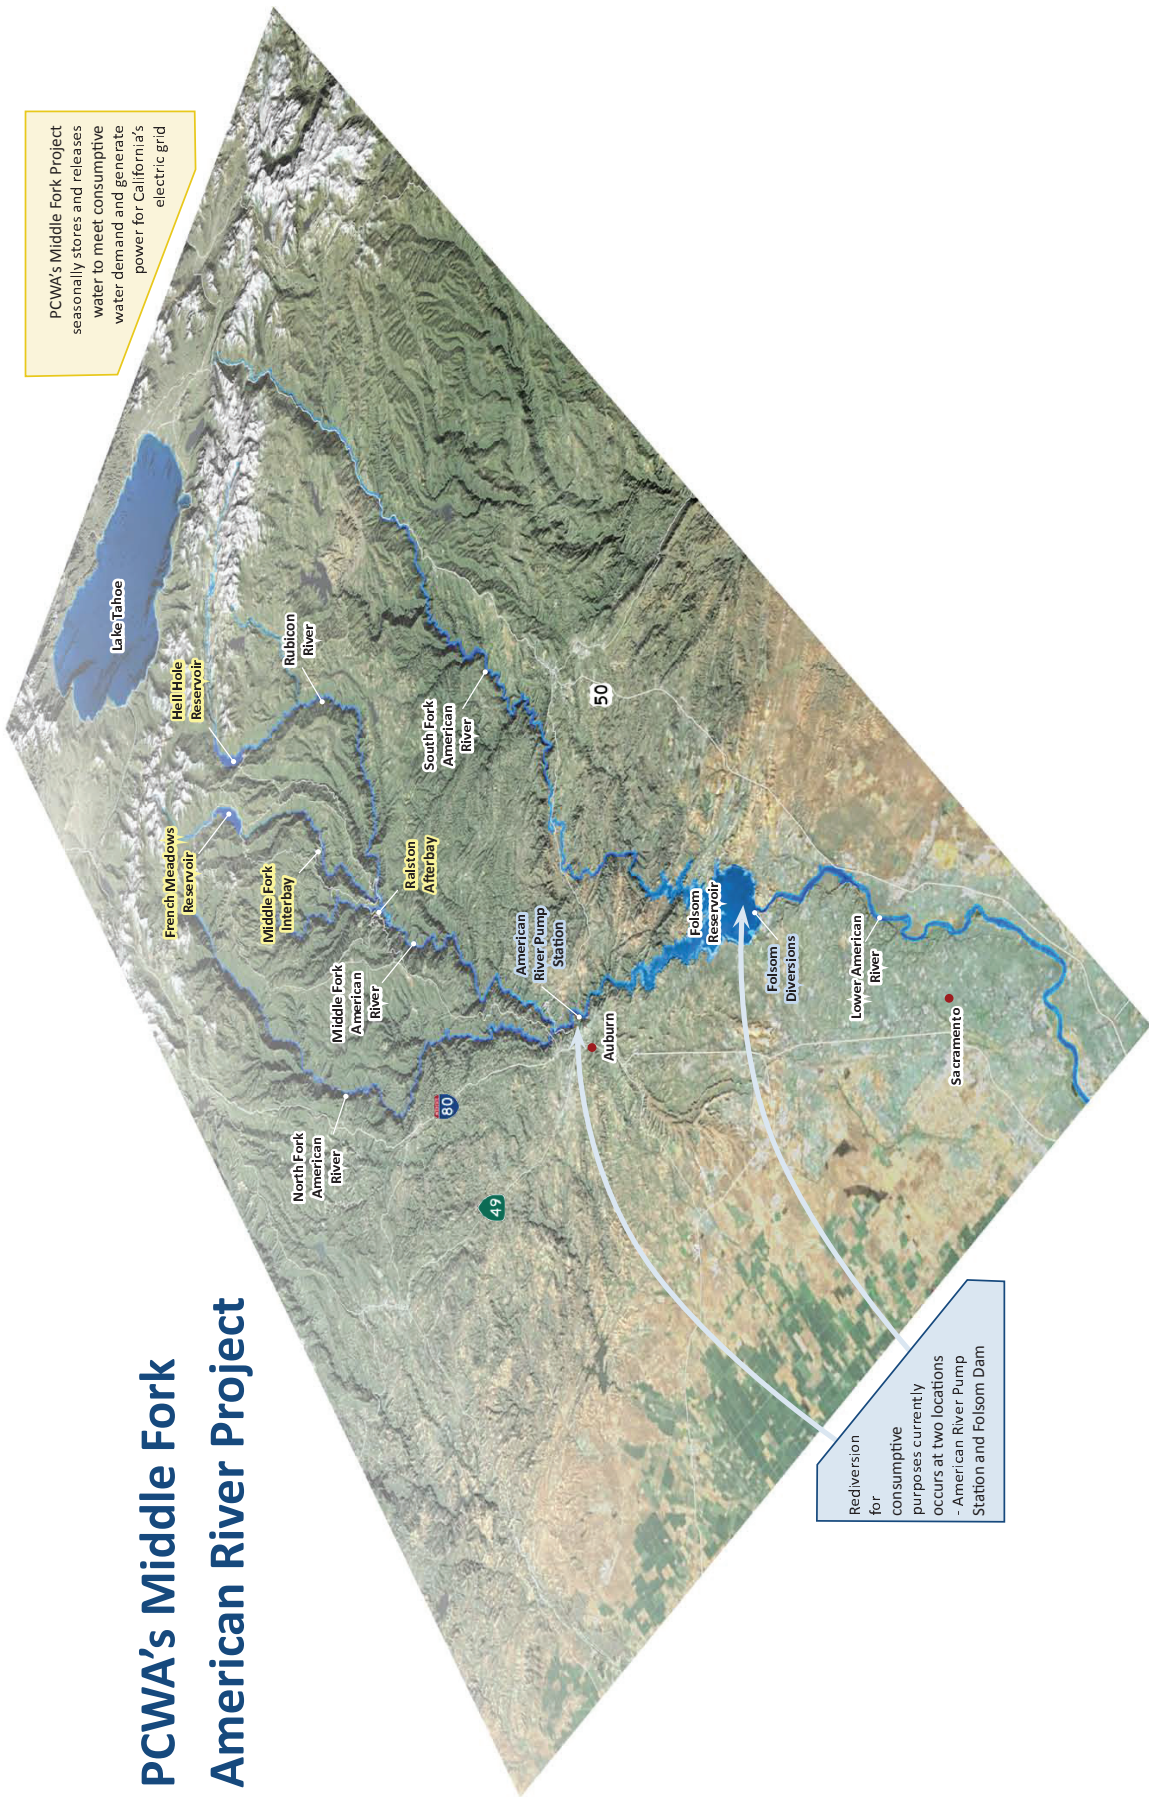 PCWA's Middle Fork
American River Project
PCWA's Middle Fork Project
seasonally stores and releases
water to meet consumptive
water demand and generate
power for California's
electric grid
Lake Tahoe
Hell Hole
Reservoir
French Meadows
Reservoir
Rubicon
River
Middle Fork
Interbay
Ralston
Afterbay
South Fork
American
River
Middle Fork
American
River
North Fork
American
River
80
49
50
American
River Pump
Station
Auburn
Folsom
Reservoir
Folsom
Diversions
Lower American
River
Sacramento
Rediversion
for
consumptive
purposes currently
occurs at two locations
- American River Pump
Station and Folsom Dam